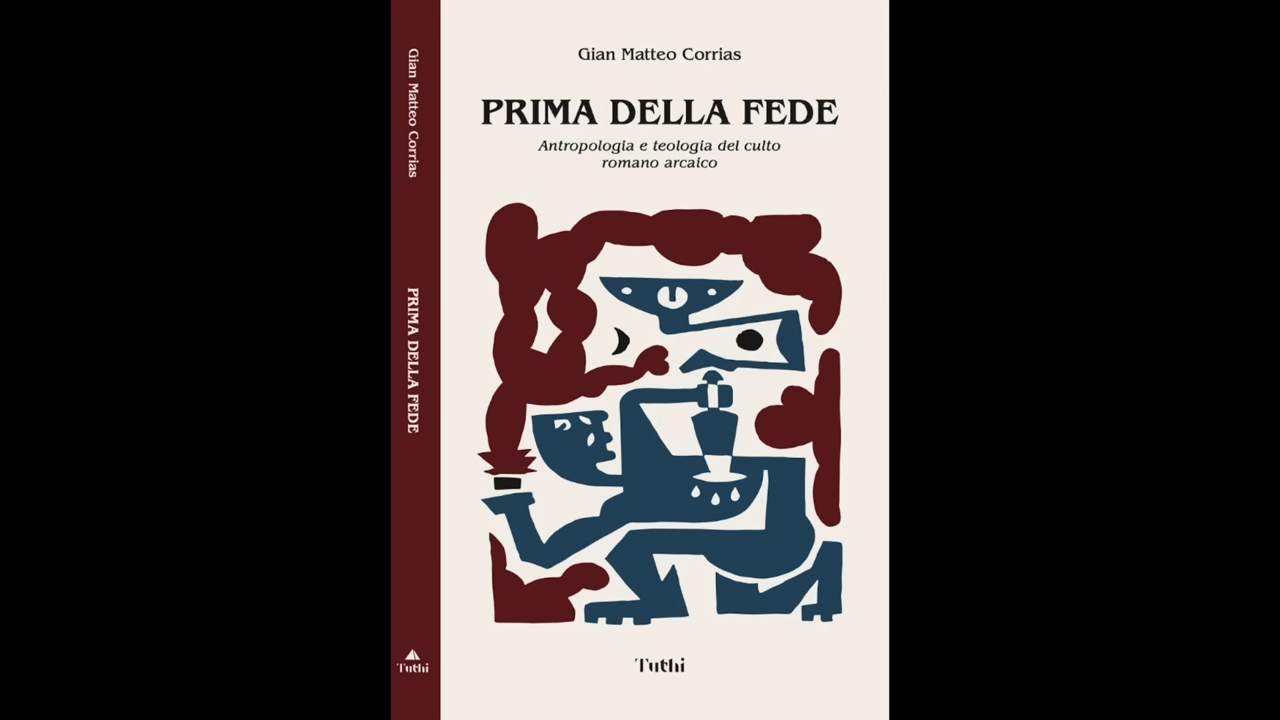 Gian Matteo Corrias
PRIMA DELLA FEDE
Tuthi
Gian Matteo Corrias
PRIMA DELLA FEDE
Antropologia e teologia del culto
romano arcaico
Tuthi